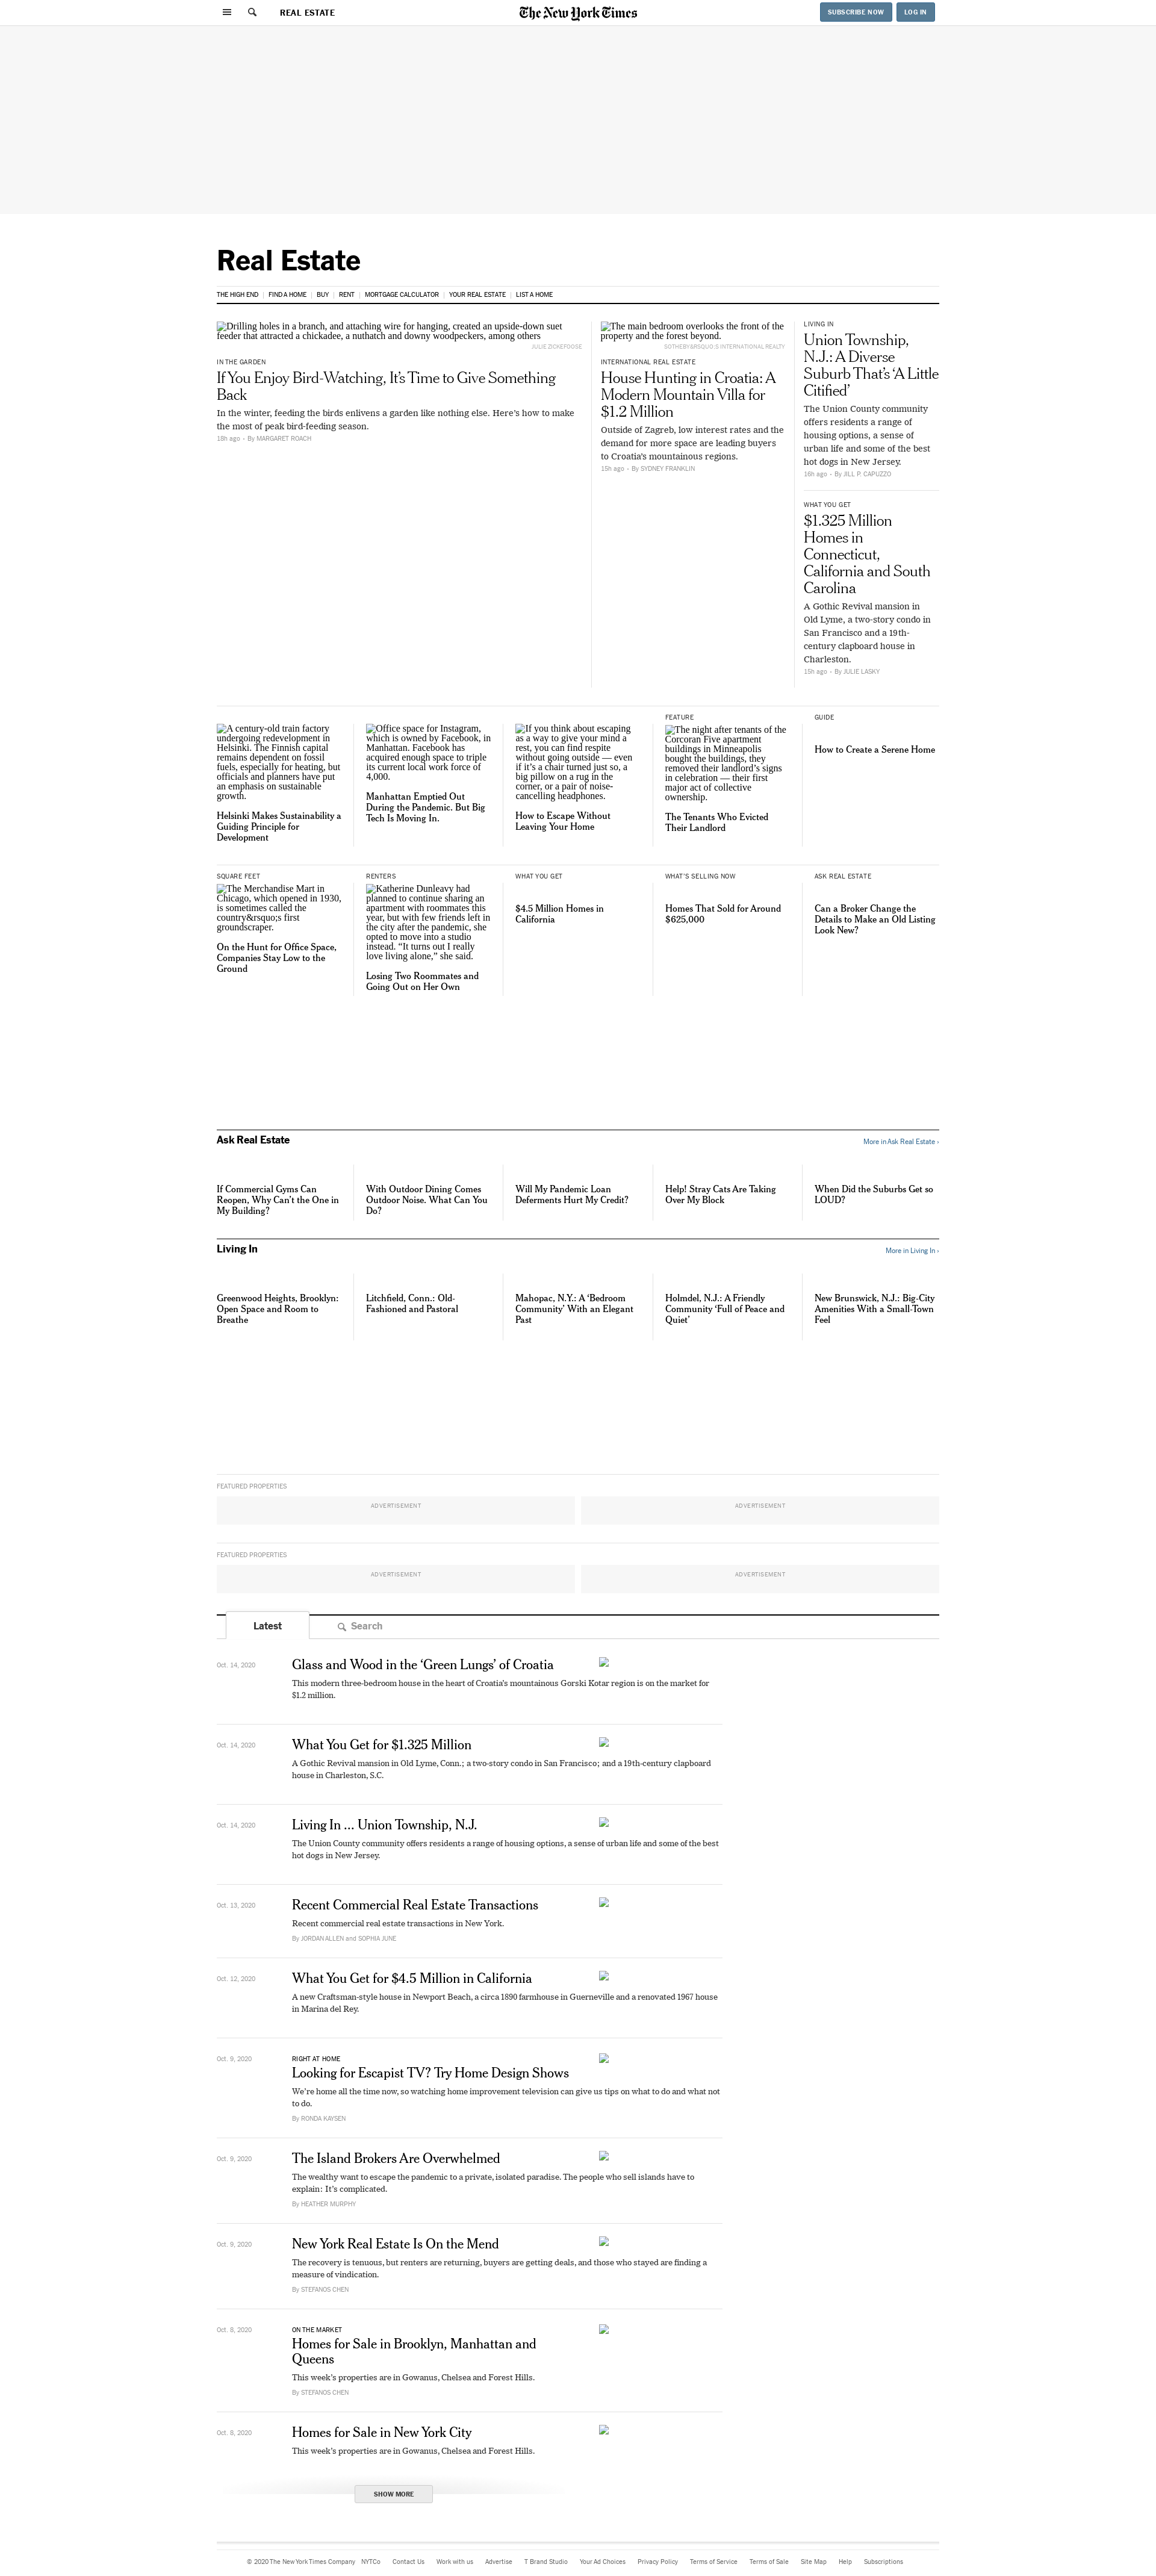 REAL ESTATE
The New York Times
SUBSCRIBE NOW
LOG IN
Real Estate
THE HIGH END
FIND A HOME
BUY
RENT
MORTGAGE CALCULATOR
YOUR REAL ESTATE
LIST A HOME
Drilling holes in a branch, and attaching wire for hanging, created an upside-down suet
feeder that attracted a chickadee, a nuthatch and downy woodpeckers, among others
JULIE ZICKEFOOSE
IN THE GARDEN
If You Enjoy Bird-Watching, It’s Time to Give Something
Back
In the winter, feeding the birds enlivens a garden like nothing else. Here’s how to make
the most of peak bird-feeding season.
18h ago • By MARGARET ROACH
The main bedroom overlooks the front of the
property and the forest beyond.
SOTHEBY&RSQUO;S INTERNATIONAL REALTY
INTERNATIONAL REAL ESTATE
House Hunting in Croatia: A
Modern Mountain Villa for
$1.2 Million
Outside of Zagreb, low interest rates and the
demand for more space are leading buyers
to Croatia’s mountainous regions.
15h ago • By SYDNEY FRANKLIN
LIVING IN
Union Township,
N.J.: A Diverse
Suburb That’s ‘A Little
Citified’
The Union County community
offers residents a range of
housing options, a sense of
urban life and some of the best
hot dogs in New Jersey.
16h ago • By JILL P. CAPUZZO
WHAT YOU GET
$1.325 Million
Homes in
Connecticut,
California and South
Carolina
A Gothic Revival mansion in
Old Lyme, a two-story condo in
San Francisco and a 19th-
century clapboard house in
Charleston.
15h ago • By JULIE LASKY
A century-old train factory
undergoing redevelopment in
Helsinki. The Finnish capital
remains dependent on fossil
fuels, especially for heating, but
officials and planners have put
an emphasis on sustainable
growth.
Helsinki Makes Sustainability a
Guiding Principle for
Development
Office space for Instagram,
which is owned by Facebook, in
Manhattan. Facebook has
acquired enough space to triple
its current local work force of
4,000.
Manhattan Emptied Out
During the Pandemic. But Big
Tech Is Moving In.
If you think about escaping
as a way to give your mind a
rest, you can find respite
without going outside — even
if it’s a chair turned just so, a
big pillow on a rug in the
corner, or a pair of noise-
cancelling headphones.
How to Escape Without
Leaving Your Home
FEATURE
The night after tenants of the
Corcoran Five apartment
buildings in Minneapolis
bought the buildings, they
removed their landlord’s signs
in celebration — their first
major act of collective
ownership.
The Tenants Who Evicted
Their Landlord
GUIDE
How to Create a Serene Home
SQUARE FEET
The Merchandise Mart in
Chicago, which opened in 1930,
is sometimes called the
country&rsquo;s first
groundscraper.
On the Hunt for Office Space,
Companies Stay Low to the
Ground
RENTERS
Katherine Dunleavy had
planned to continue sharing an
apartment with roommates this
year, but with few friends left in
the city after the pandemic, she
opted to move into a studio
instead. “It turns out I really
love living alone,” she said.
Losing Two Roommates and
Going Out on Her Own
WHAT YOU GET
$4.5 Million Homes in
California
WHAT’S SELLING NOW
Homes That Sold for Around
$625,000
ASK REAL ESTATE
Can a Broker Change the
Details to Make an Old Listing
Look New?
Ask Real Estate
More in Ask Real Estate ›
If Commercial Gyms Can
Reopen, Why Can’t the One in
My Building?
With Outdoor Dining Comes
Outdoor Noise. What Can You
Do?
Will My Pandemic Loan
Deferments Hurt My Credit?
Help! Stray Cats Are Taking
Over My Block
When Did the Suburbs Get so
LOUD?
Living In
More in Living In ›
Greenwood Heights, Brooklyn:
Open Space and Room to
Breathe
Litchfield, Conn.: Old-
Fashioned and Pastoral
Mahopac, N.Y.: A ‘Bedroom
Community’ With an Elegant
Past
Holmdel, N.J.: A Friendly
Community ‘Full of Peace and
Quiet’
New Brunswick, N.J.: Big-City
Amenities With a Small-Town
Feel
FEATURED PROPERTIES
ADVERTISEMENT
ADVERTISEMENT
FEATURED PROPERTIES
ADVERTISEMENT
ADVERTISEMENT
Latest
Search
Oct. 14, 2020
Glass and Wood in the ‘Green Lungs’ of Croatia
This modern three-bedroom house in the heart of Croatia’s mountainous Gorski Kotar region is on the market for
$1.2 million.
Oct. 14, 2020
What You Get for $1.325 Million
A Gothic Revival mansion in Old Lyme, Conn.; a two-story condo in San Francisco; and a 19th-century clapboard
house in Charleston, S.C.
Oct. 14, 2020
Living In ... Union Township, N.J.
The Union County community offers residents a range of housing options, a sense of urban life and some of the best
hot dogs in New Jersey.
Oct. 13, 2020
Recent Commercial Real Estate Transactions
Recent commercial real estate transactions in New York.
By JORDAN ALLEN and SOPHIA JUNE
Oct. 12, 2020
What You Get for $4.5 Million in California
A new Craftsman-style house in Newport Beach, a circa 1890 farmhouse in Guerneville and a renovated 1967 house
in Marina del Rey.
Oct. 9, 2020
RIGHT AT HOME
Looking for Escapist TV? Try Home Design Shows
We’re home all the time now, so watching home improvement television can give us tips on what to do and what not
to do.
By RONDA KAYSEN
Oct. 9, 2020
The Island Brokers Are Overwhelmed
The wealthy want to escape the pandemic to a private, isolated paradise. The people who sell islands have to
explain: It’s complicated.
By HEATHER MURPHY
Oct. 9, 2020
New York Real Estate Is On the Mend
The recovery is tenuous, but renters are returning, buyers are getting deals, and those who stayed are finding a
measure of vindication.
By STEFANOS CHEN
Oct. 8, 2020
ON THE MARKET
Homes for Sale in Brooklyn, Manhattan and
Queens
This week’s properties are in Gowanus, Chelsea and Forest Hills.
By STEFANOS CHEN
Oct. 8, 2020
Homes for Sale in New York City
This week’s properties are in Gowanus, Chelsea and Forest Hills.
SHOW MORE
© 2020 The New York Times Company
NYTCo
Contact Us
Work with us
Advertise
T Brand Studio
Your Ad Choices
Privacy Policy
Terms of Service
Terms of Sale
Site Map
Help
Subscriptions